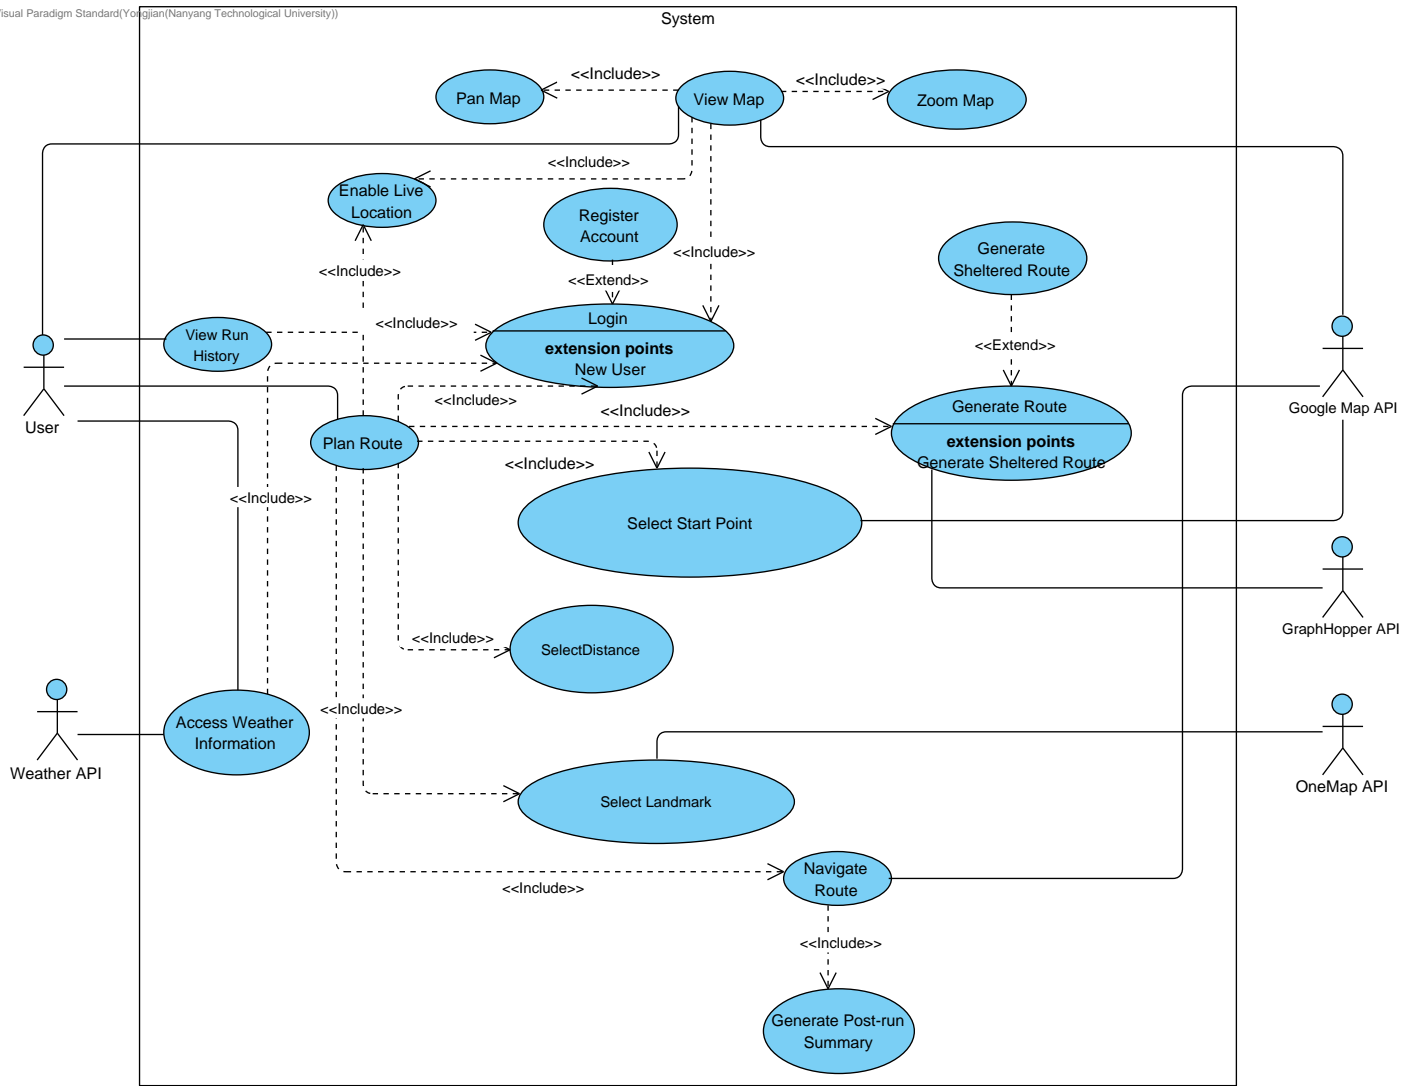 Visual Paradigm Standard(Yongjian(Nanyang Technological University))
System
<<Include>>
<<Include>>
Pan Map
View Map
Zoom Map
<<Include>>
Enable Live
Location
Register
Account
<<Include>>
Generate
Sheltered Route
<<Include>>
<<Extend>>
Login
extension points
New User
<<Include>>
View Run
History
<<Extend>>
<<Include>>
<<Include>>
Generate Route
extension points
Generate Sheltered Route
Google Map API
User
Plan Route
<<Include>>
<<Include>>
Select Start Point
GraphHopper API
<<Include>>
SelectDistance
<<Include>>
Access Weather
Information
Weather API
Select Landmark
OneMap API
Navigate
Route
<<Include>>
<<Include>>
Generate Post-run
Summary